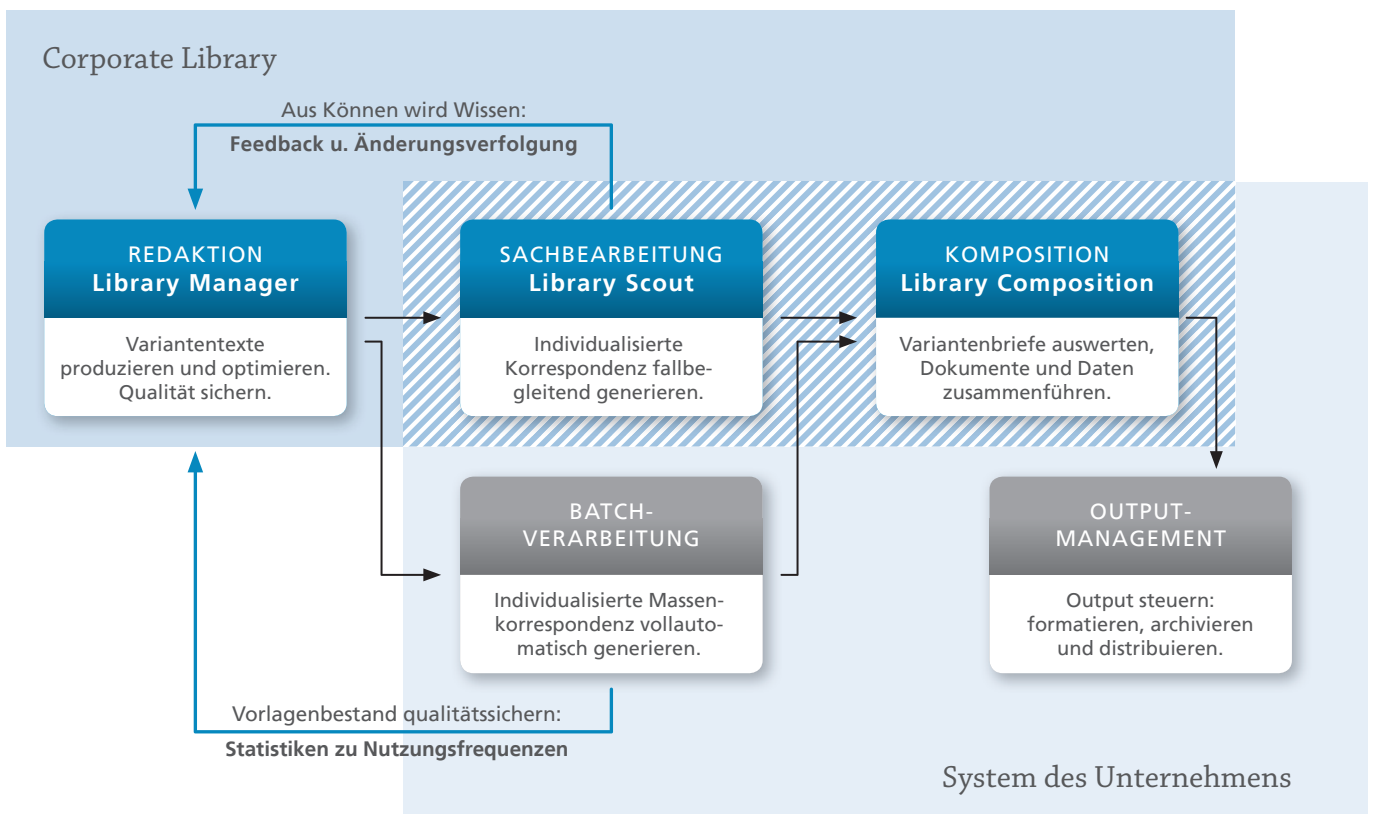 Corporate Library
Aus Können wird Wissen:
Feedback u. Änderungsverfolgung
REDAKTION
Library Manager
Variantentexte
produzieren und optimieren.
Qualität sichern.
SACHBEARBEITUNG
Library Scout
Individualisierte
Korrespondenz fallbe-
gleitend generieren.
KOMPOSITION
Library Composition
Variantenbriefe auswerten,
Dokumente und Daten
zusammenführen.
BATCH-
VERARBEITUNG
Individualisierte Massen-
korrespondenz vollauto-
matisch generieren.
OUTPUT-
MANAGEMENT
Output steuern:
formatieren, archivieren
und distribuieren.
Vorlagenbestand qualitätssichern:
Statistiken zu Nutzungsfrequenzen
System des Unternehmens